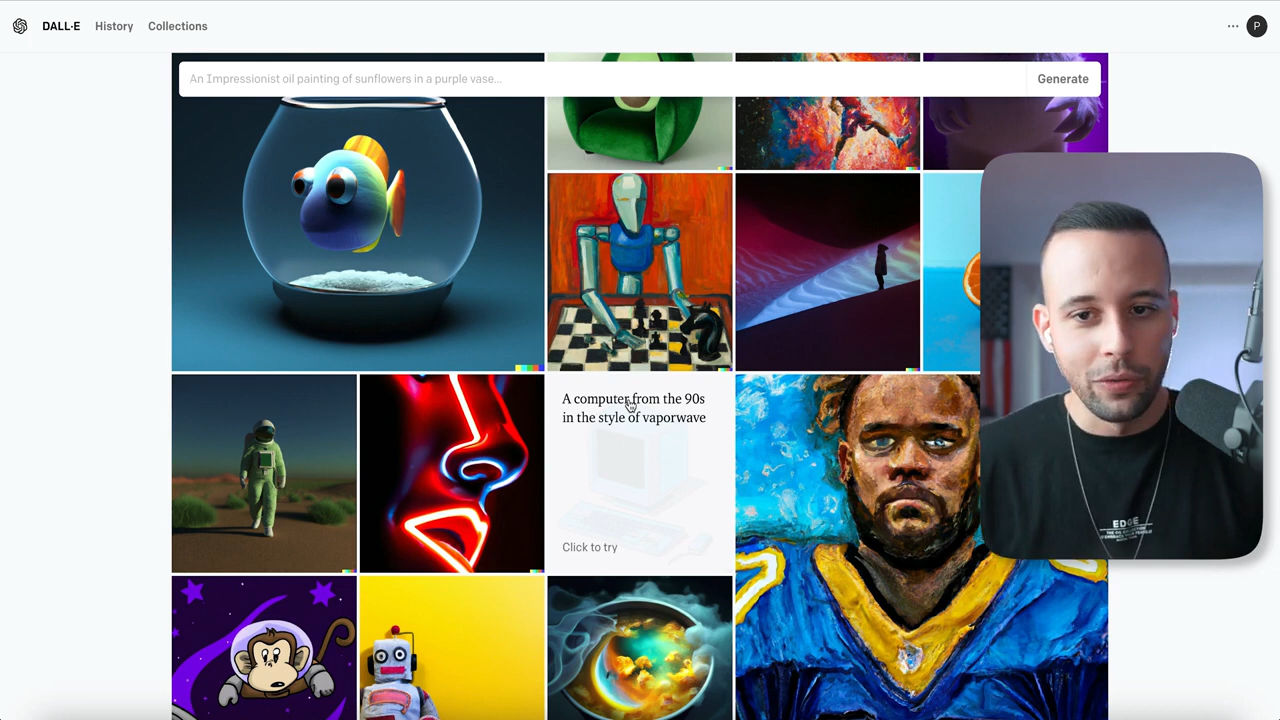 DALL·E
History
Collections
P
An Impressionist oil painting of sunflowers in a purple vase...
Generate
A computer from the 90s
in the style of vaporwave
Click to try
EDGE